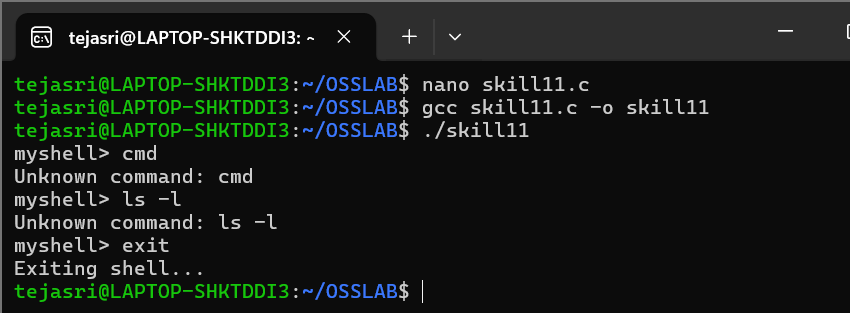 tejasri@LAPTOP-SHKTDDI3: ~
tejasri@LAPTOP-SHKTDDI3:~/OSSLAB$ nano skill11.c
tejasri@LAPTOP-SHKTDDI3:~/OSSLAB$ gcc skill11.c -o skill11
tejasri@LAPTOP-SHKTDDI3:~/OSSLAB$ ./skill11
myshell> cmd
Unknown command: cmd
myshell> ls -l
Unknown command: ls -l
myshell> exit
Exiting shell...
tejasri@LAPTOP-SHKTDDI3:~/OSSLAB$